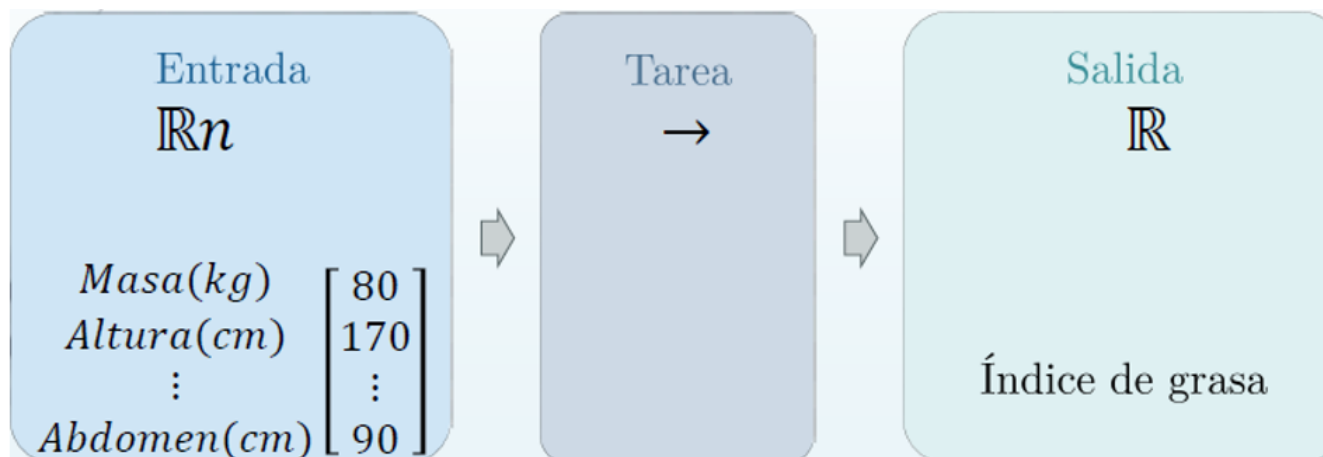 Entrada
ℝn
Masa(kg) [80]
Altura(cm) [170]
⋮ [⋮]
Abdomen(cm) [90]
Tarea
→
Salida
ℝ
Índice de grasa